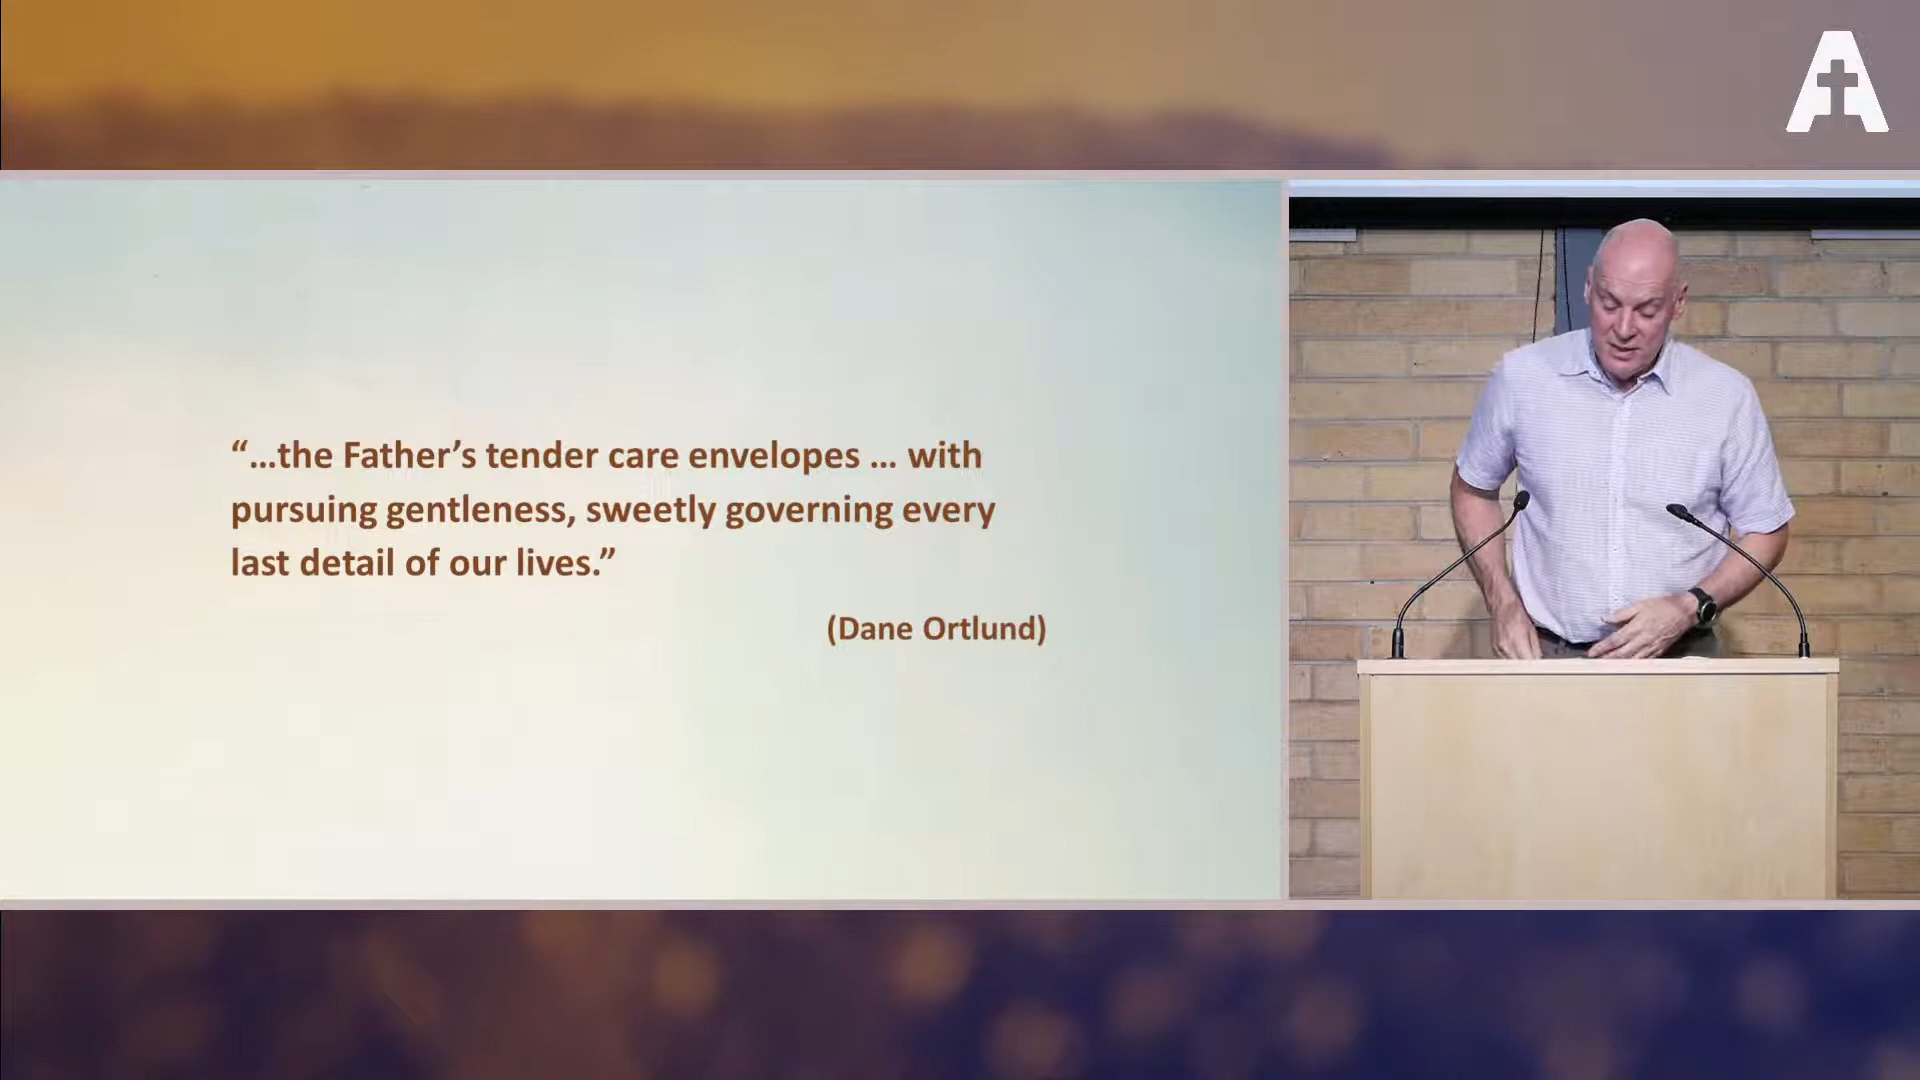 “...the Father’s tender care envelopes ... with
pursuing gentleness, sweetly governing every
last detail of our lives.”
(Dane Ortlund)